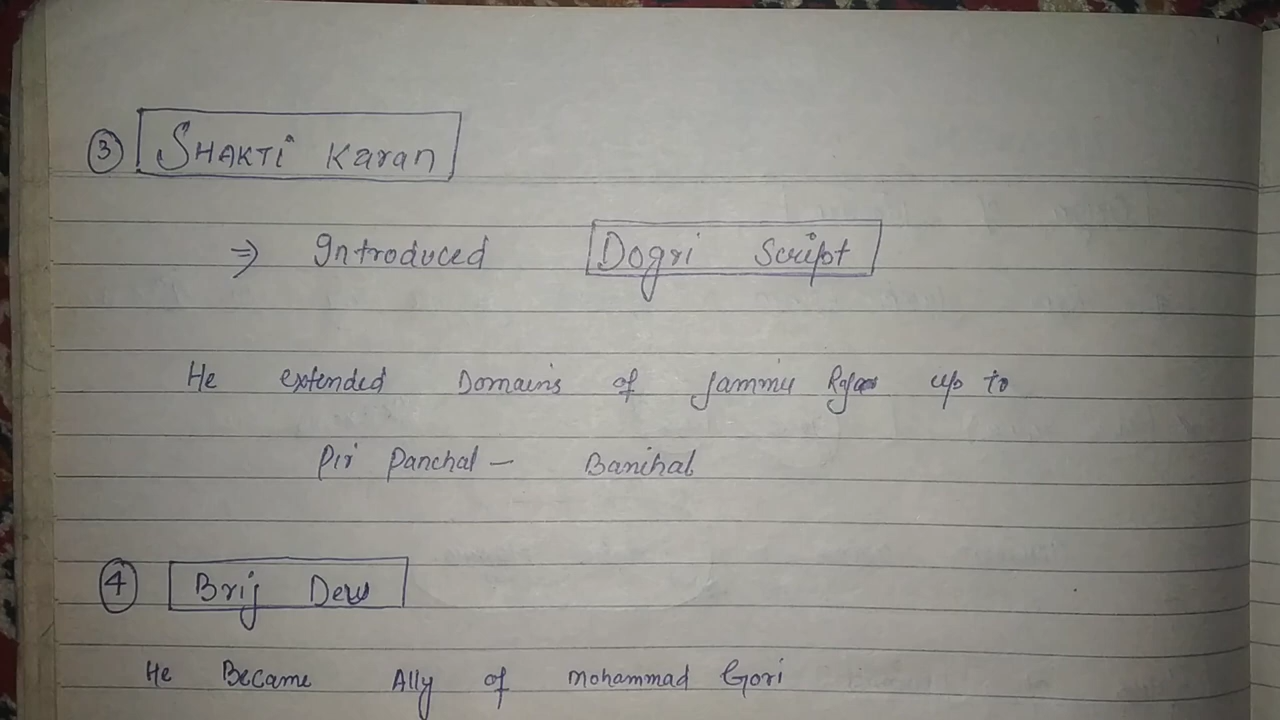 ③ SHAKTi Karan
⇒ Introduced Dogri Script
He extended Domains of Jammu Rajas up to
Pir Panchal – Banihal
④ Brij Dev
He Became Ally of Mohammad Gori